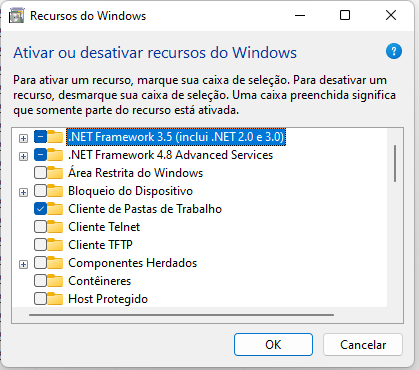 Recursos do Windows
Ativar ou desativar recursos do Windows
?
Para ativar um recurso, marque sua caixa de seleção. Para desativar um
recurso, desmarque sua caixa de seleção. Uma caixa preenchida significa
que somente parte do recurso está ativada.
.NET Framework 3.5 (inclui .NET 2.0 e 3.0)
.NET Framework 4.8 Advanced Services
Área Restrita do Windows
Bloqueio do Dispositivo
Cliente de Pastas de Trabalho
Cliente Telnet
Cliente TFTP
Componentes Herdados
Contêineres
Host Protegido
OK
Cancelar